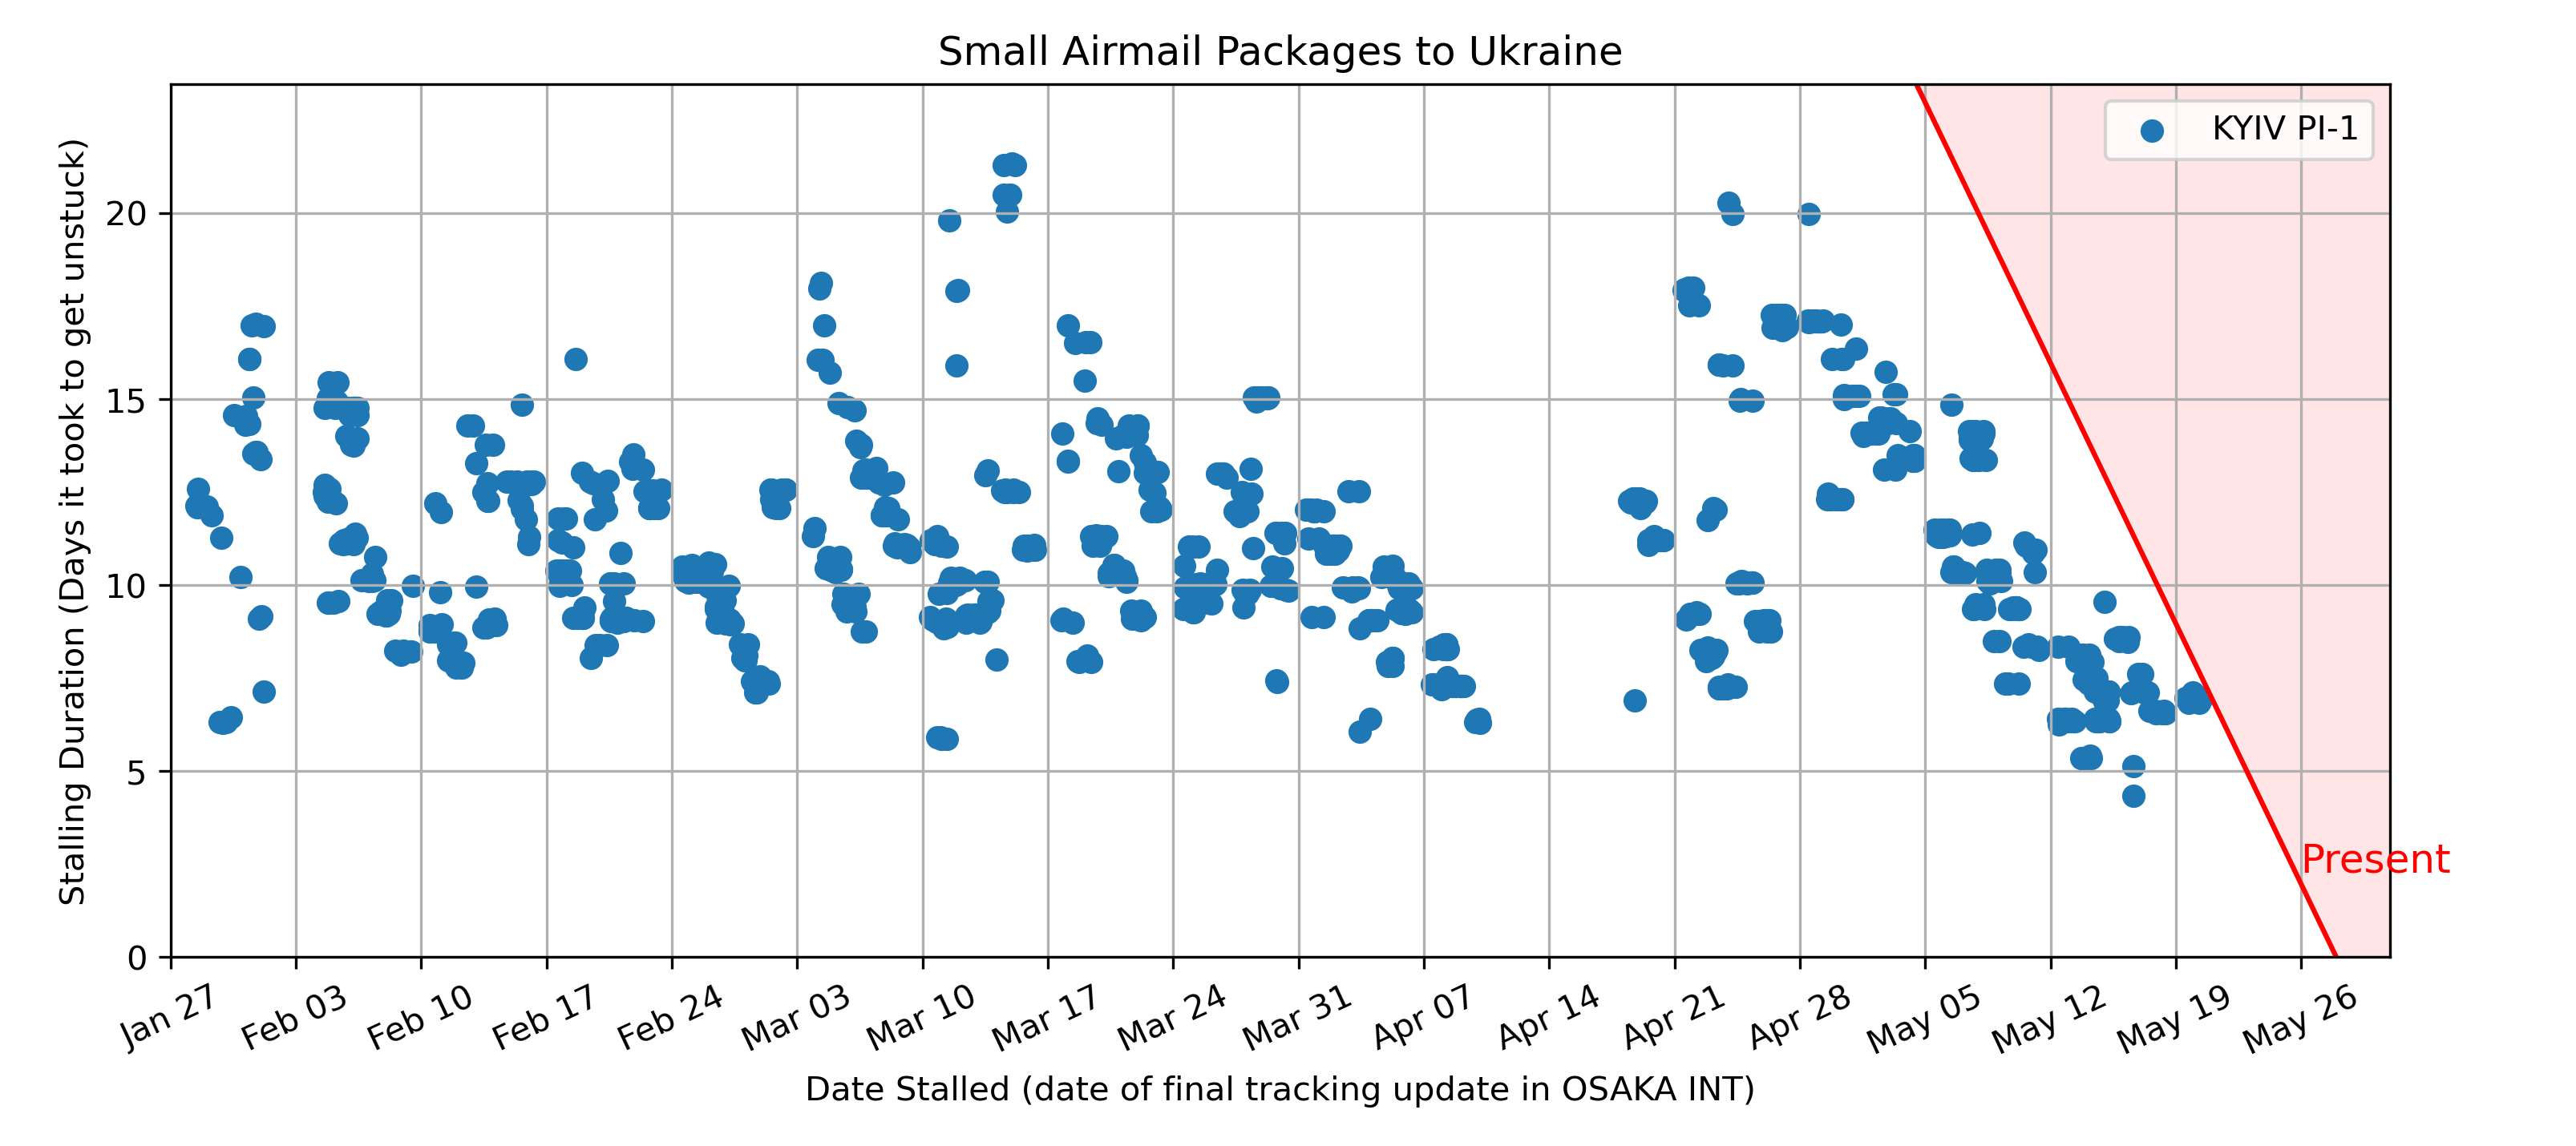 Small Airmail Packages to Ukraine
KYIV PI-1
Stalling Duration (Days it took to get unstuck)
20
15
10
5
0
Present
Jan 27
Feb 03
Feb 10
Feb 17
Feb 24
Mar 03
Mar 10
Mar 17
Mar 24
Mar 31
Apr 07
Apr 14
Apr 21
Apr 28
May 05
May 12
May 19
May 26
Date Stalled (date of final tracking update in OSAKA INT)